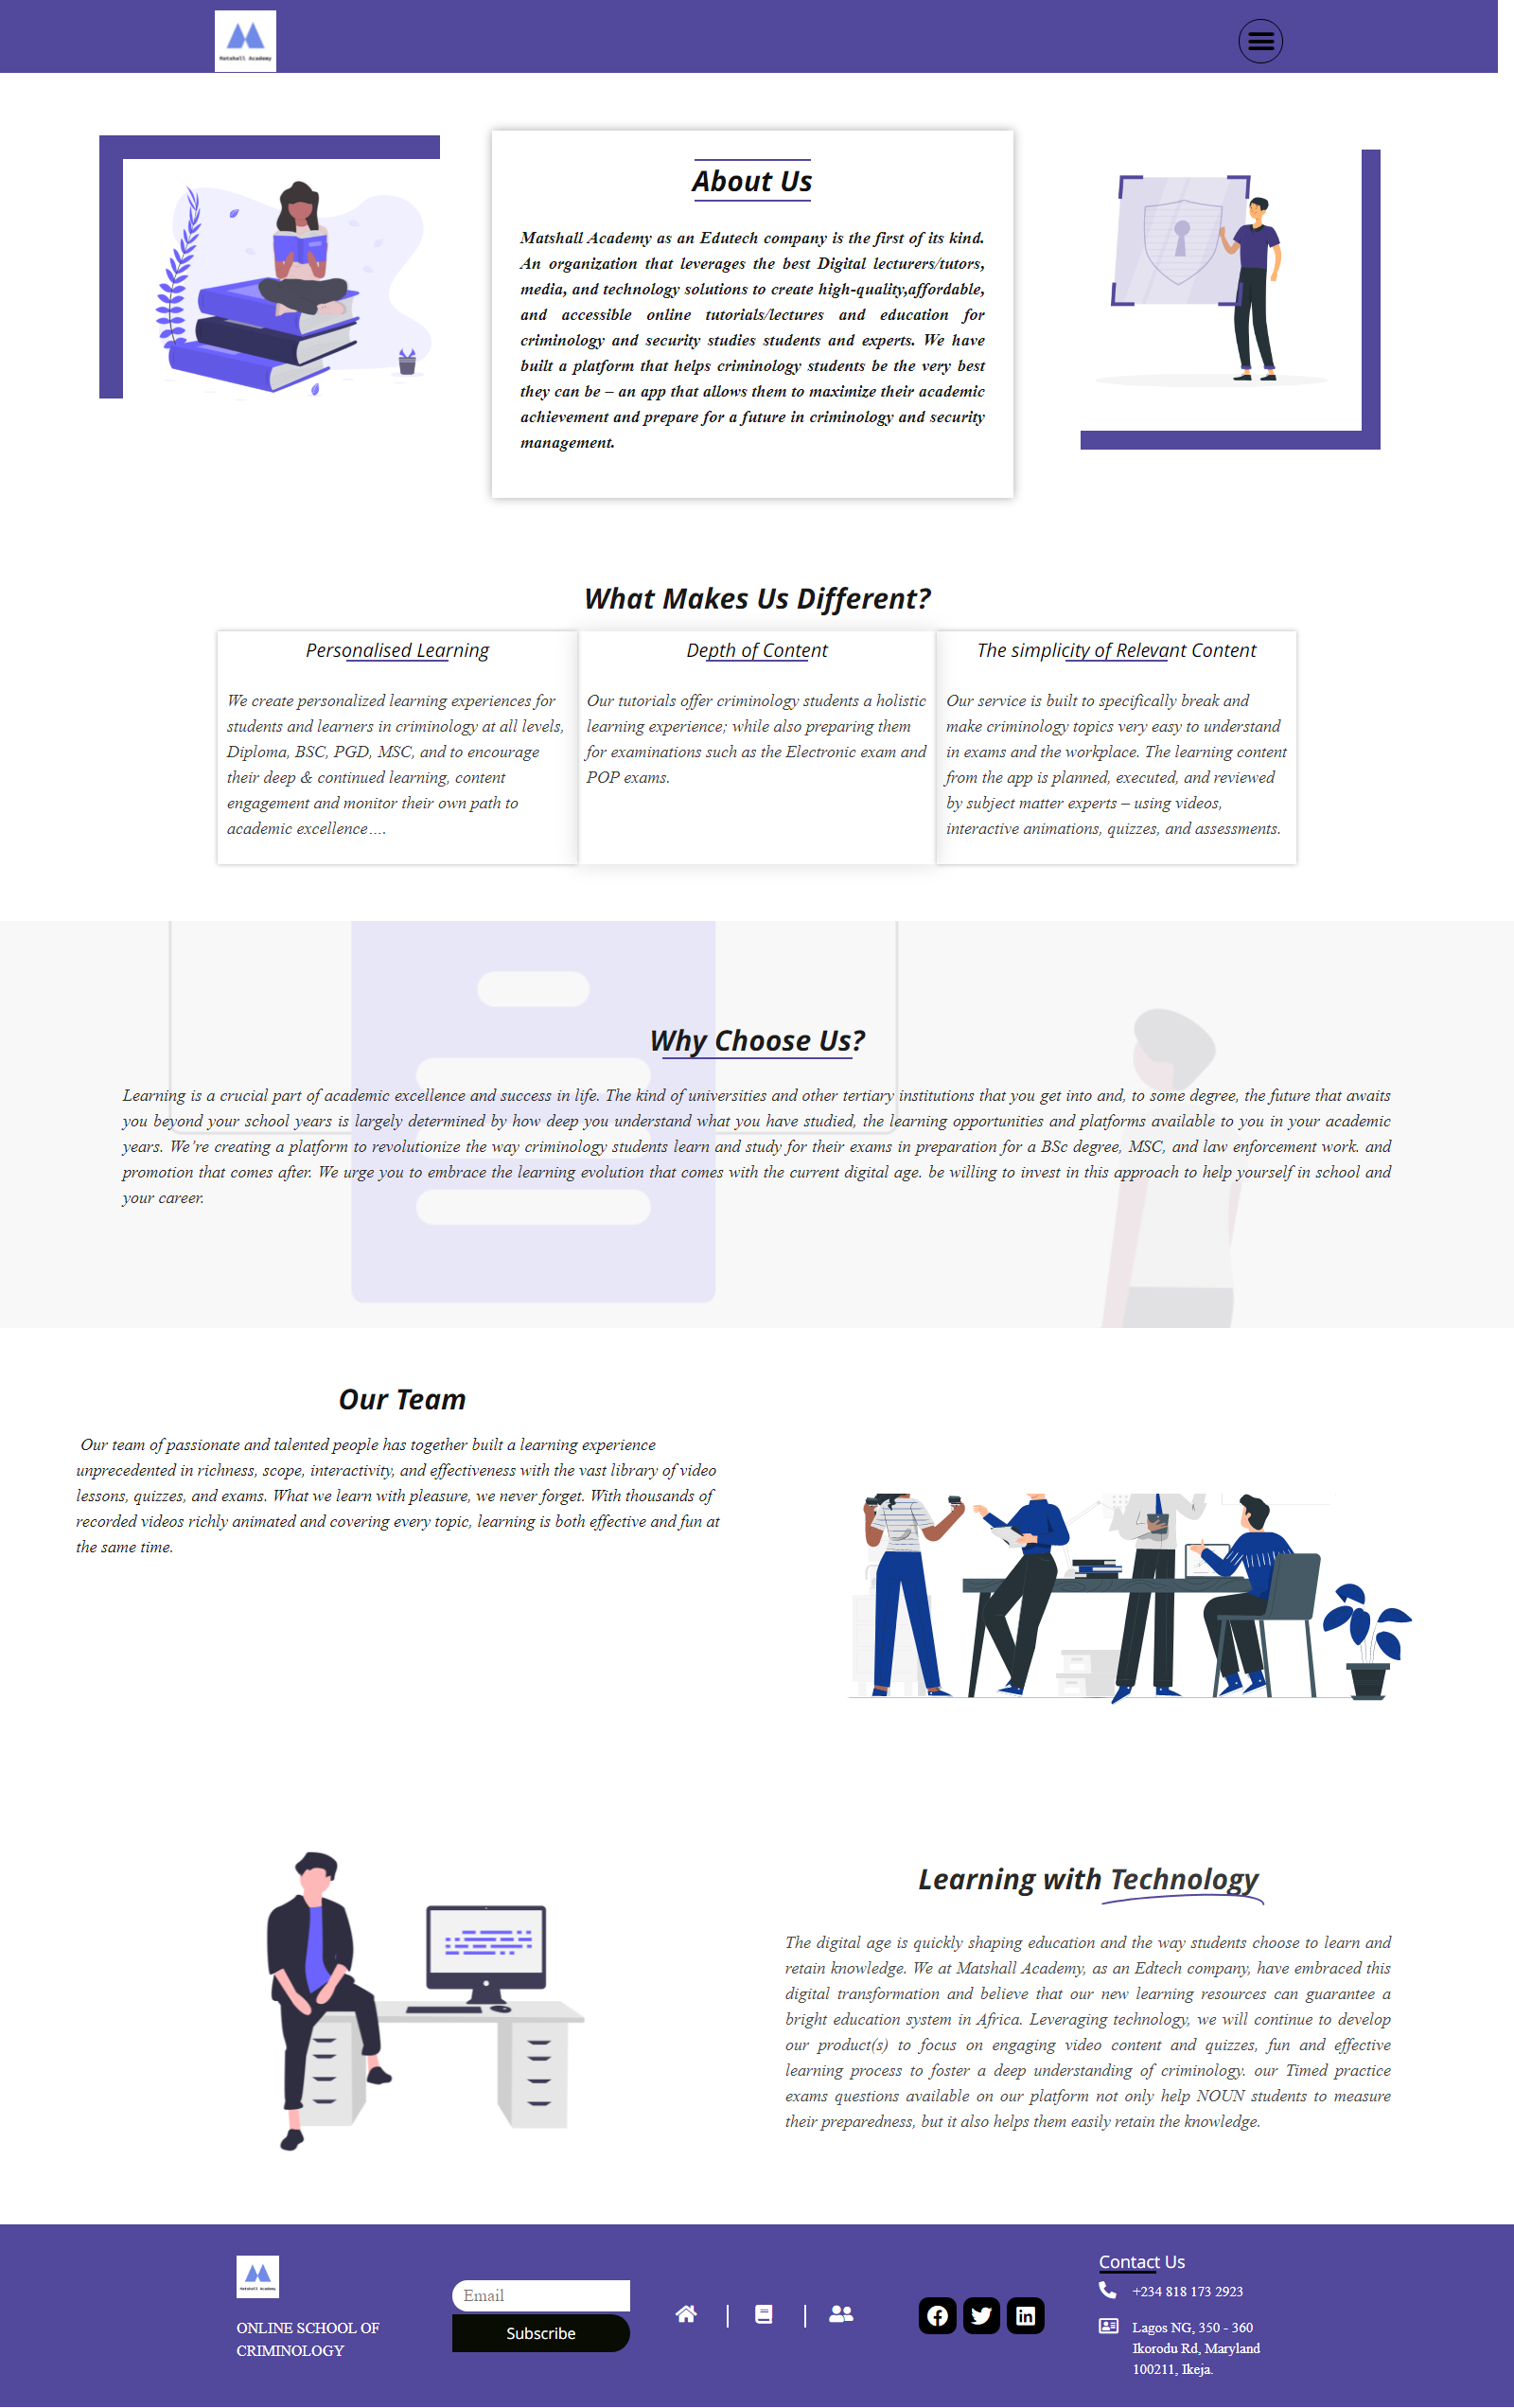 Matshall Academy
About Us
Matshall Academy as an Edutech company is the first of its kind.
An organization that leverages the best Digital lecturers/tutors,
media, and technology solutions to create high-quality,affordable,
and accessible online tutorials/lectures and education for
criminology and security studies students and experts. We have
built a platform that helps criminology students be the very best
they can be – an app that allows them to maximize their academic
achievement and prepare for a future in criminology and security
management.
What Makes Us Different?
Personalised Learning
We create personalized learning experiences for
students and learners in criminology at all levels,
Diploma, BSC, PGD, MSC, and to encourage
their deep & continued learning, content
engagement and monitor their own path to
academic excellence….
Depth of Content
Our tutorials offer criminology students a holistic
learning experience; while also preparing them
for examinations such as the Electronic exam and
POP exams.
The simplicity of Relevant Content
Our service is built to specifically break and
make criminology topics very easy to understand
in exams and the workplace. The learning content
from the app is planned, executed, and reviewed
by subject matter experts – using videos,
interactive animations, quizzes, and assessments.
Why Choose Us?
Learning is a crucial part of academic excellence and success in life. The kind of universities and other tertiary institutions that you get into and, to some degree, the future that awaits
you beyond your school years is largely determined by how deep you understand what you have studied, the learning opportunities and platforms available to you in your academic
years. We’re creating a platform to revolutionize the way criminology students learn and study for their exams in preparation for a BSc degree, MSC, and law enforcement work. and
promotion that comes after. We urge you to embrace the learning evolution that comes with the current digital age. be willing to invest in this approach to help yourself in school and
your career.
Our Team
Our team of passionate and talented people has together built a learning experience
unprecedented in richness, scope, interactivity, and effectiveness with the vast library of video
lessons, quizzes, and exams. What we learn with pleasure, we never forget. With thousands of
recorded videos richly animated and covering every topic, learning is both effective and fun at
the same time.
Learning with Technology
The digital age is quickly shaping education and the way students choose to learn and
retain knowledge. We at Matshall Academy, as an Edtech company, have embraced this
digital transformation and believe that our new learning resources can guarantee a
bright education system in Africa. Leveraging technology, we will continue to develop
our product(s) to focus on engaging video content and quizzes, fun and effective
learning process to foster a deep understanding of criminology. our Timed practice
exams questions available on our platform not only help NOUN students to measure
their preparedness, but it also helps them easily retain the knowledge.
Matshall Academy
ONLINE SCHOOL OF
CRIMINOLOGY
Email
Subscribe
Contact Us
+234 818 173 2923
Lagos NG, 350 - 360
Ikorodu Rd, Maryland
100211, Ikeja.